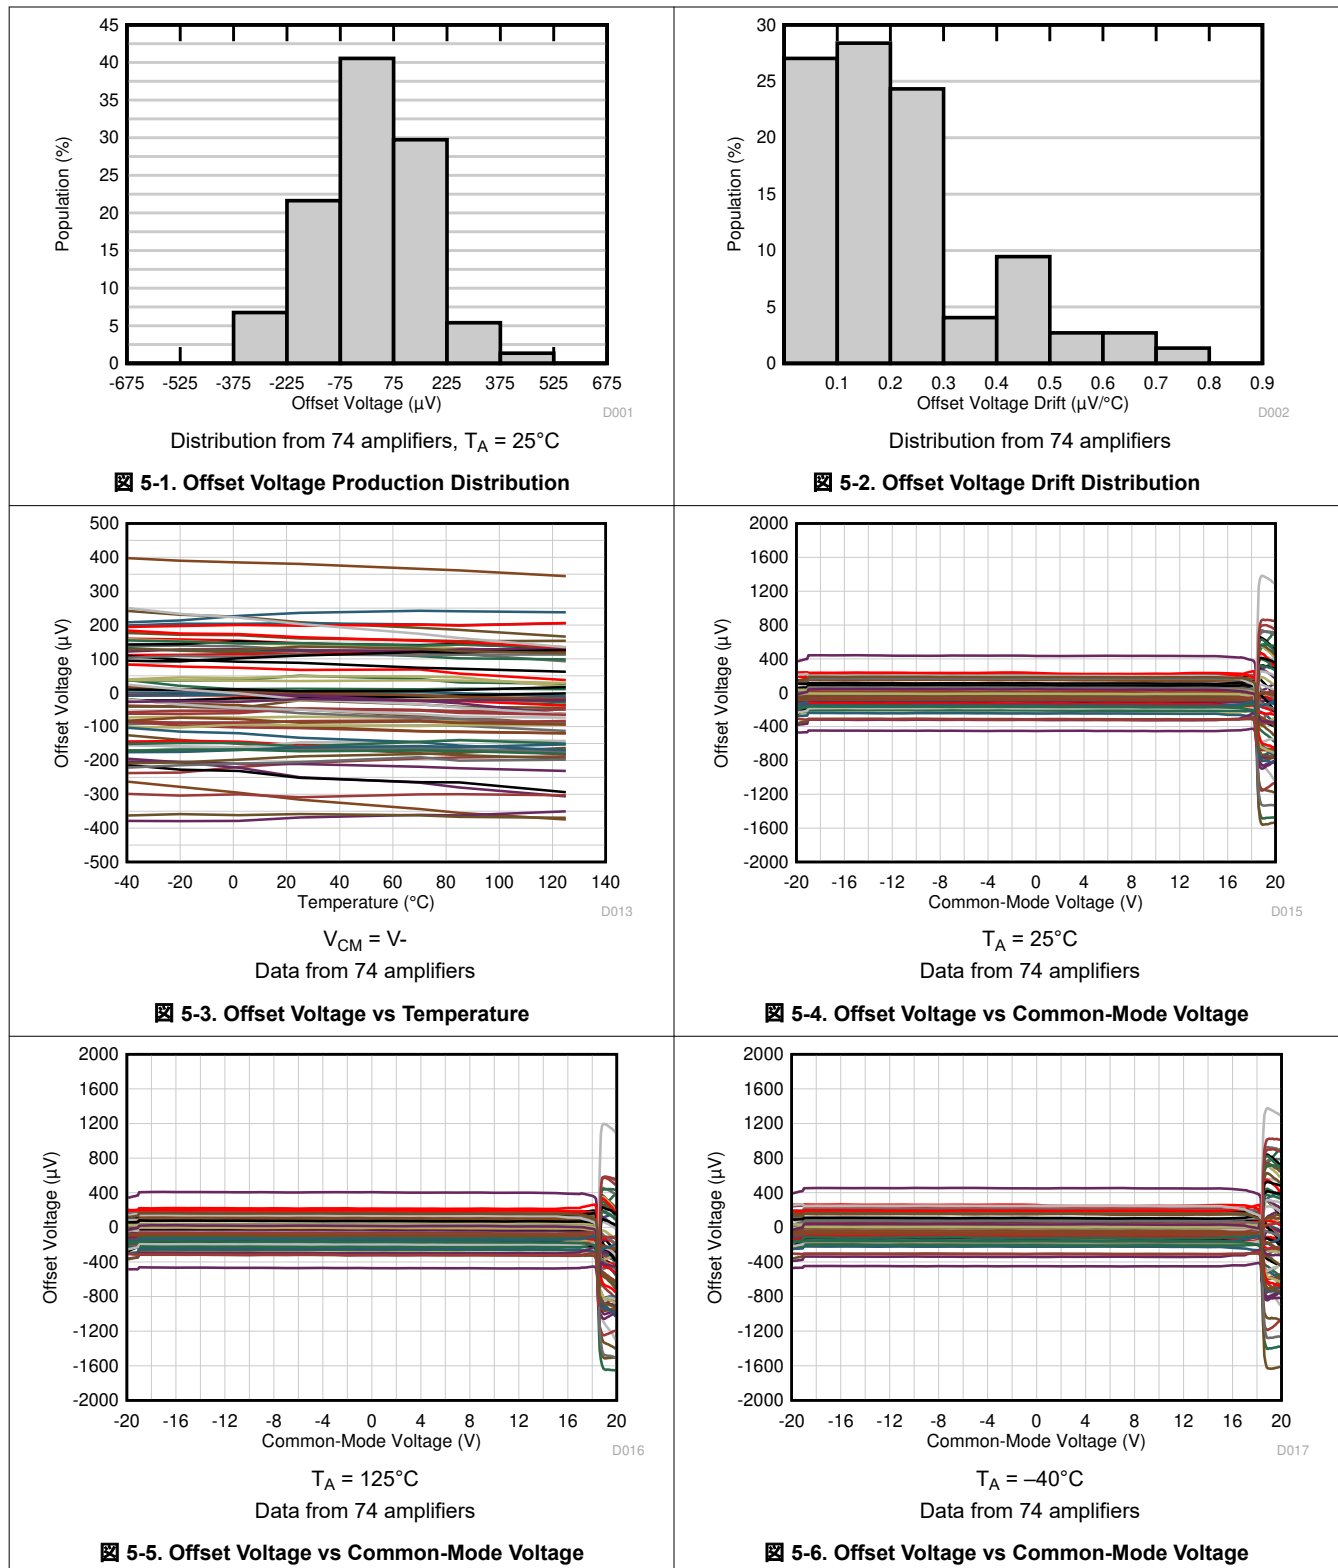 45
40
35
30
25
20
15
10
5
0
Population (%)
-675 -525 -375 -225 -75 75 225 375 525 675
Offset Voltage (µV)
D001
Distribution from 74 amplifiers, TA = 25°C
図 5-1. Offset Voltage Production Distribution
30
25
20
15
10
5
0
Population (%)
0.1 0.2 0.3 0.4 0.5 0.6 0.7 0.8 0.9
Offset Voltage Drift (µV/°C)
D002
Distribution from 74 amplifiers
図 5-2. Offset Voltage Drift Distribution
500
400
300
200
100
0
-100
-200
-300
-400
-500
Offset Voltage (µV)
-40 -20 0 20 40 60 80 100 120 140
Temperature (°C)
D013
VCM = V-
Data from 74 amplifiers
図 5-3. Offset Voltage vs Temperature
2000
1600
1200
800
400
0
-400
-800
-1200
-1600
-2000
Offset Voltage (µV)
-20 -16 -12 -8 -4 0 4 8 12 16 20
Common-Mode Voltage (V)
D015
TA = 25°C
Data from 74 amplifiers
図 5-4. Offset Voltage vs Common-Mode Voltage
2000
1600
1200
800
400
0
-400
-800
-1200
-1600
-2000
Offset Voltage (µV)
-20 -16 -12 -8 -4 0 4 8 12 16 20
Common-Mode Voltage (V)
D016
TA = 125°C
Data from 74 amplifiers
図 5-5. Offset Voltage vs Common-Mode Voltage
2000
1600
1200
800
400
0
-400
-800
-1200
-1600
-2000
Offset Voltage (µV)
-20 -16 -12 -8 -4 0 4 8 12 16 20
Common-Mode Voltage (V)
D017
TA = –40°C
Data from 74 amplifiers
図 5-6. Offset Voltage vs Common-Mode Voltage